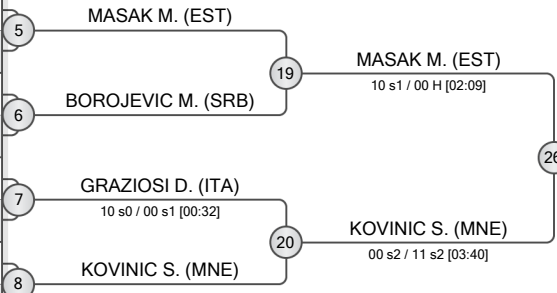 MASAK M. (EST)
5
19
MASAK M. (EST)
10 s1 / 00 H [02:09]
BOROJEVIC M. (SRB)
6
26
GRAZIOSI D. (ITA)
7
10 s0 / 00 s1 [00:32]
KOVINIC S. (MNE)
20
00 s2 / 11 s2 [03:40]
KOVINIC S. (MNE)
8